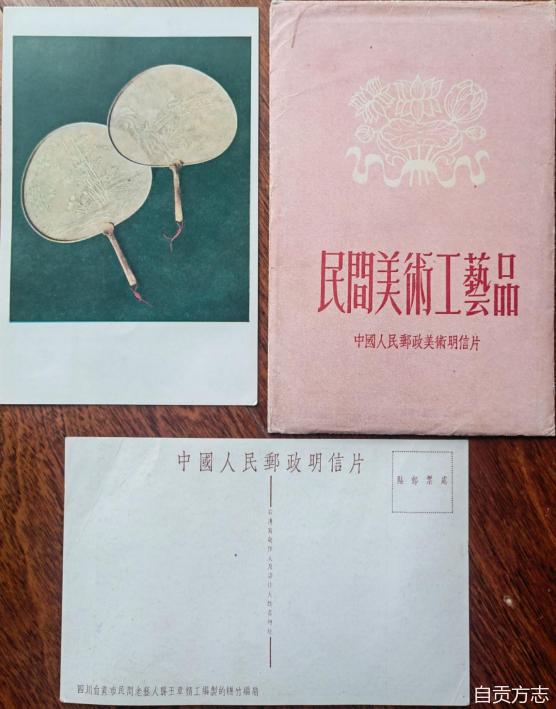 民間美術工藝品
中國人民郵政美術明信片
中國人民郵政明信片
貼郵票處
四川自貢市民間老藝人龔玉章精工編製的細竹編扇
自贡方志